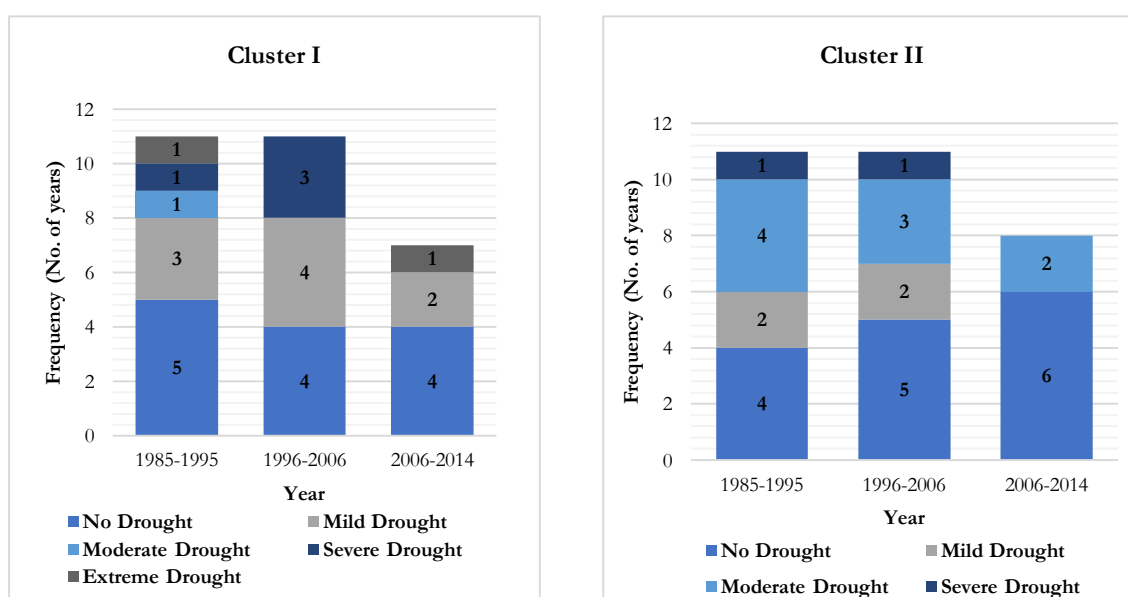 Cluster I
Frequency (No. of years)
12
10
8
6
4
2
0
1
1
1
3
5
3
4
4
1
2
4
1985-1995
1996-2006
2006-2014
Year
No Drought
Mild Drought
Moderate Drought
Severe Drought
Extreme Drought
Cluster II
Frequency (No. of years)
12
10
8
6
4
2
0
1
4
2
4
1
3
2
5
2
6
1985-1995
1996-2006
2006-2014
Year
No Drought
Mild Drought
Moderate Drought
Severe Drought